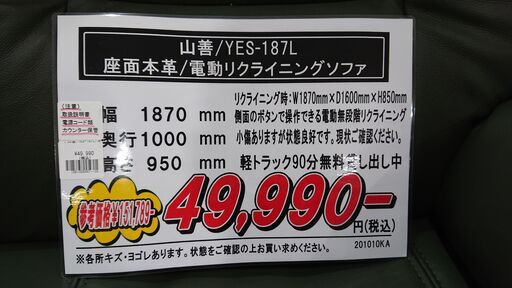 山善/YES-187L
座面本革/電動リクライニングソファ
リクライニング時:W1870mm×D1600mm×H850mm
幅 1870 mm
側面のボタンで操作できる電動無段階リクライニング
奥行1000 mm
小傷ありますが状態良好です。現状ご確認ください。
高さ 950 mm
軽トラック90分無料貸し出し中
(注意)
取扱説明書
電源コード類
カウンター保管
¥49,990
参考価格¥151,789-
49,990-
円(税込)
※各所キズ・ヨゴレあります。状態をご確認の上お買い求めください。
201010KA